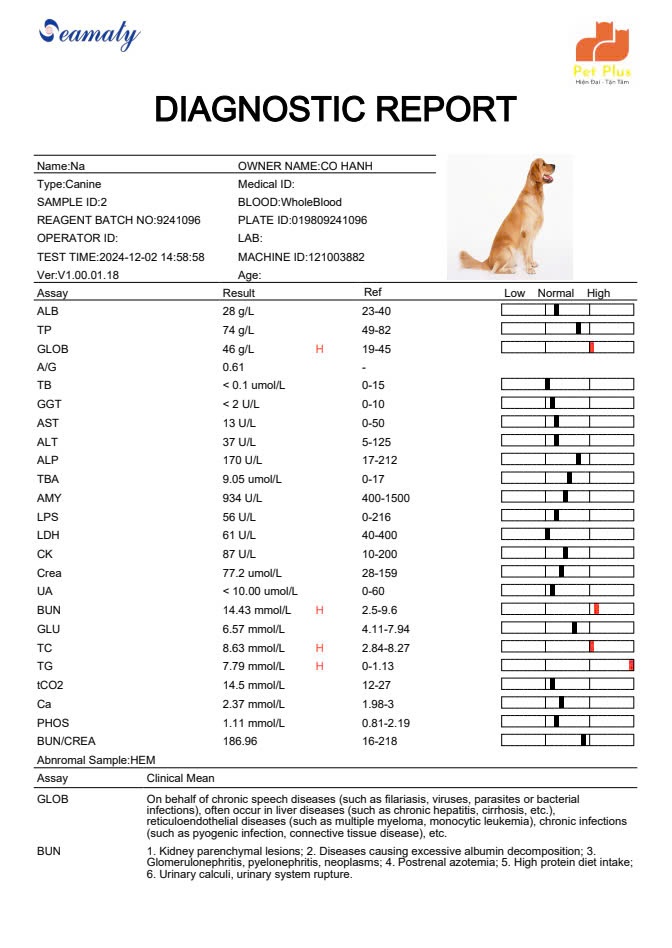 Seamaty
Pet Plus
Hiện Đại - Tận Tâm
DIAGNOSTIC REPORT
Name:Na OWNER NAME:CO HANH
Type:Canine Medical ID:
SAMPLE ID:2 BLOOD:WholeBlood
REAGENT BATCH NO:9241096 PLATE ID:019809241096
OPERATOR ID: LAB:
TEST TIME:2024-12-02 14:58:58 MACHINE ID:121003882
Ver:V1.00.01.18 Age:
Assay Result Ref Low Normal High
ALB 28 g/L 23-40
TP 74 g/L 49-82
GLOB 46 g/L H 19-45
A/G 0.61 -
TB < 0.1 umol/L 0-15
GGT < 2 U/L 0-10
AST 13 U/L 0-50
ALT 37 U/L 5-125
ALP 170 U/L 17-212
TBA 9.05 umol/L 0-17
AMY 934 U/L 400-1500
LPS 56 U/L 0-216
LDH 61 U/L 40-400
CK 87 U/L 10-200
Crea 77.2 umol/L 28-159
UA < 10.00 umol/L 0-60
BUN 14.43 mmol/L H 2.5-9.6
GLU 6.57 mmol/L 4.11-7.94
TC 8.63 mmol/L H 2.84-8.27
TG 7.79 mmol/L H 0-1.13
tCO2 14.5 mmol/L 12-27
Ca 2.37 mmol/L 1.98-3
PHOS 1.11 mmol/L 0.81-2.19
BUN/CREA 186.96 16-218
Abnromal Sample:HEM
Assay Clinical Mean
GLOB On behalf of chronic speech diseases (such as filariasis, viruses, parasites or bacterial
infections), often occur in liver diseases (such as chronic hepatitis, cirrhosis, etc.),
reticuloendothelial diseases (such as multiple myeloma, monocytic leukemia), chronic infections
(such as pyogenic infection, connective tissue disease), etc.
BUN 1. Kidney parenchymal lesions; 2. Diseases causing excessive albumin decomposition; 3.
Glomerulonephritis, pyelonephritis, neoplasms; 4. Postrenal azotemia; 5. High protein diet intake;
6. Urinary calculi, urinary system rupture.